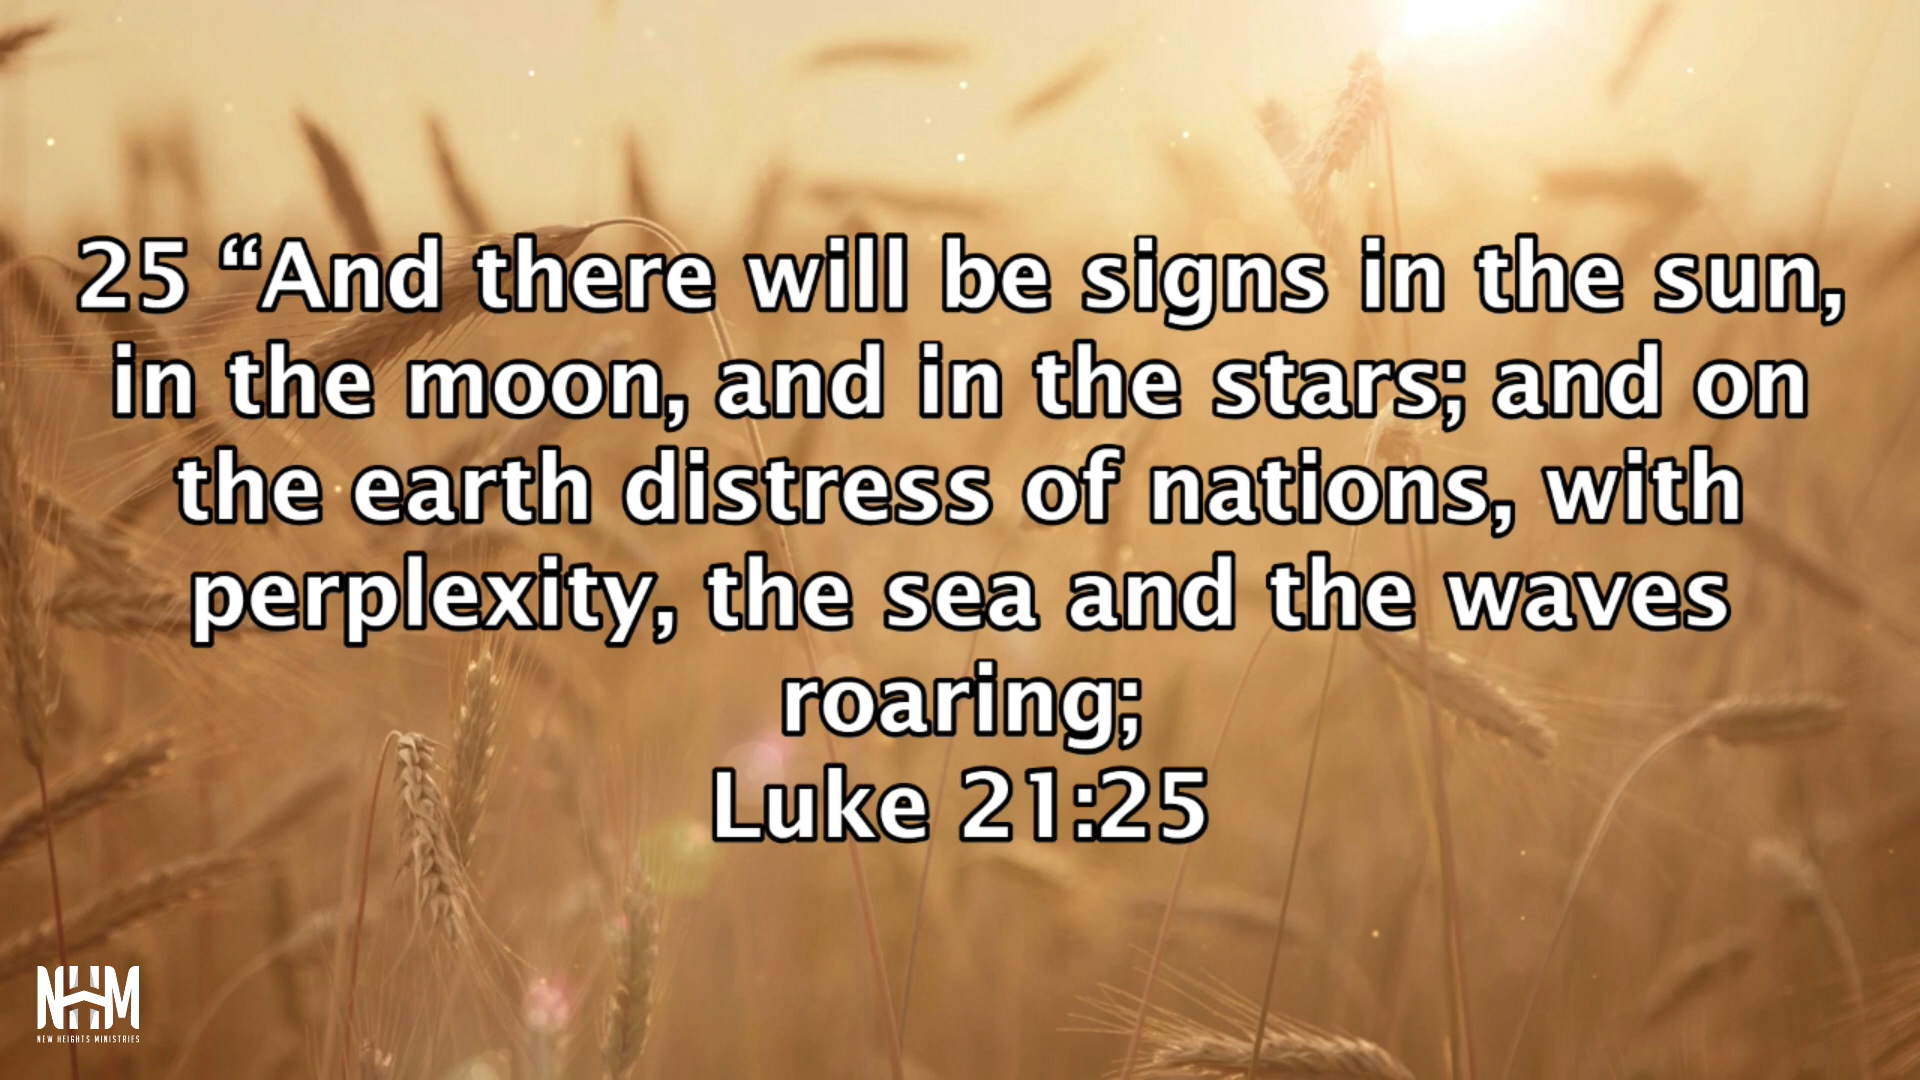 25 “And there will be signs in the sun,
in the moon, and in the stars; and on
the earth distress of nations, with
perplexity, the sea and the waves
roaring;
Luke 21:25
NHM
NEW HEIGHTS MINISTRIES